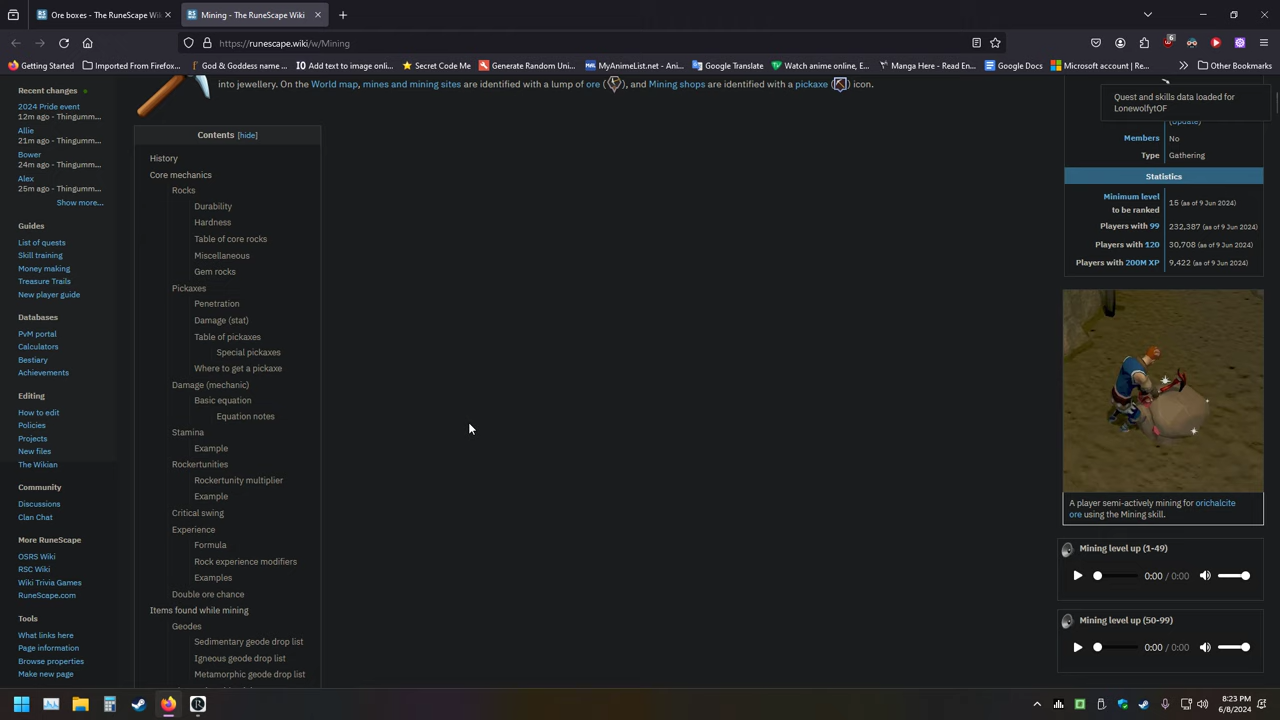 Ore boxes - The RuneScape Wiki
Mining - The RuneScape Wiki
https://runescape.wiki/w/Mining
Getting Started
Imported From Firefox...
God & Goddess name ...
Add text to image onlin...
Secret Code Me
Generate Random Uni...
MyAnimeList.net - Ani...
Google Translate
Watch anime online, E...
Manga Here - Read En...
Google Docs
Microsoft account | H...
Other Bookmarks
Recent changes
2024 Pride event
12m ago - Thingumm...
Allie
21m ago - Thingumm...
Bower
24m ago - Thingumm...
Alex
25m ago - Thingumm...
Show more...
Guides
List of quests
Skill training
Money making
Treasure Trails
New player guide
Databases
PvM portal
Calculators
Bestiary
Achievements
Editing
How to edit
Policies
Projects
New files
The Wikian
Community
Discussions
Clan Chat
More RuneScape
OSRS Wiki
RSC Wiki
Wiki Trivia Games
RuneScape.com
Tools
What links here
Page information
Browse properties
Make new page
into jewellery. On the World map, mines and mining sites are identified with a lump of ore ( ), and Mining shops are identified with a pickaxe ( ) icon.
Contents [hide]
History
Core mechanics
Rocks
Durability
Hardness
Table of core rocks
Miscellaneous
Gem rocks
Pickaxes
Penetration
Damage (stat)
Table of pickaxes
Special pickaxes
Where to get a pickaxe
Damage (mechanic)
Basic equation
Equation notes
Stamina
Example
Rockertunities
Rockertunity multiplier
Example
Critical swing
Experience
Formula
Rock experience modifiers
Examples
Double ore chance
Items found while mining
Geodes
Sedimentary geode drop list
Igneous geode drop list
Metamorphic geode drop list
Quest and skills data loaded for
LonewolfytOF
(update)
Members No
Type Gathering
Statistics
Minimum level
to be ranked 15 (as of 9 Jun 2024)
Players with 99 232,387 (as of 9 Jun 2024)
Players with 120 30,708 (as of 9 Jun 2024)
Players with 200M XP 9,422 (as of 9 Jun 2024)
A player semi-actively mining for orichalcite
ore using the Mining skill.
Mining level up (1-49)
0:00 / 0:00
Mining level up (50-99)
0:00 / 0:00
8:23 PM
6/8/2024